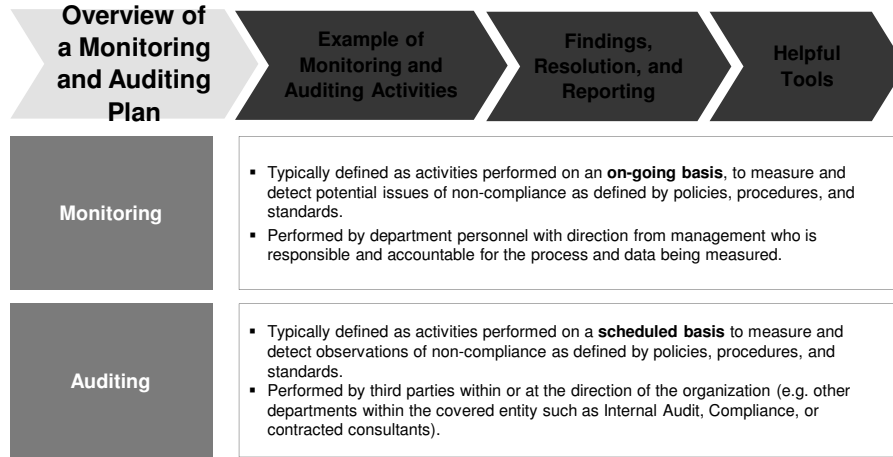 Overview of
a Monitoring
and Auditing
Plan
Example of
Monitoring and
Auditing Activities
Findings,
Resolution, and
Reporting
Helpful
Tools
Monitoring
▪ Typically defined as activities performed on an on-going basis, to measure and
detect potential issues of non-compliance as defined by policies, procedures, and
standards.
▪ Performed by department personnel with direction from management who is
responsible and accountable for the process and data being measured.
Auditing
▪ Typically defined as activities performed on a scheduled basis to measure and
detect observations of non-compliance as defined by policies, procedures, and
standards.
▪ Performed by third parties within or at the direction of the organization (e.g. other
departments within the covered entity such as Internal Audit, Compliance, or
contracted consultants).